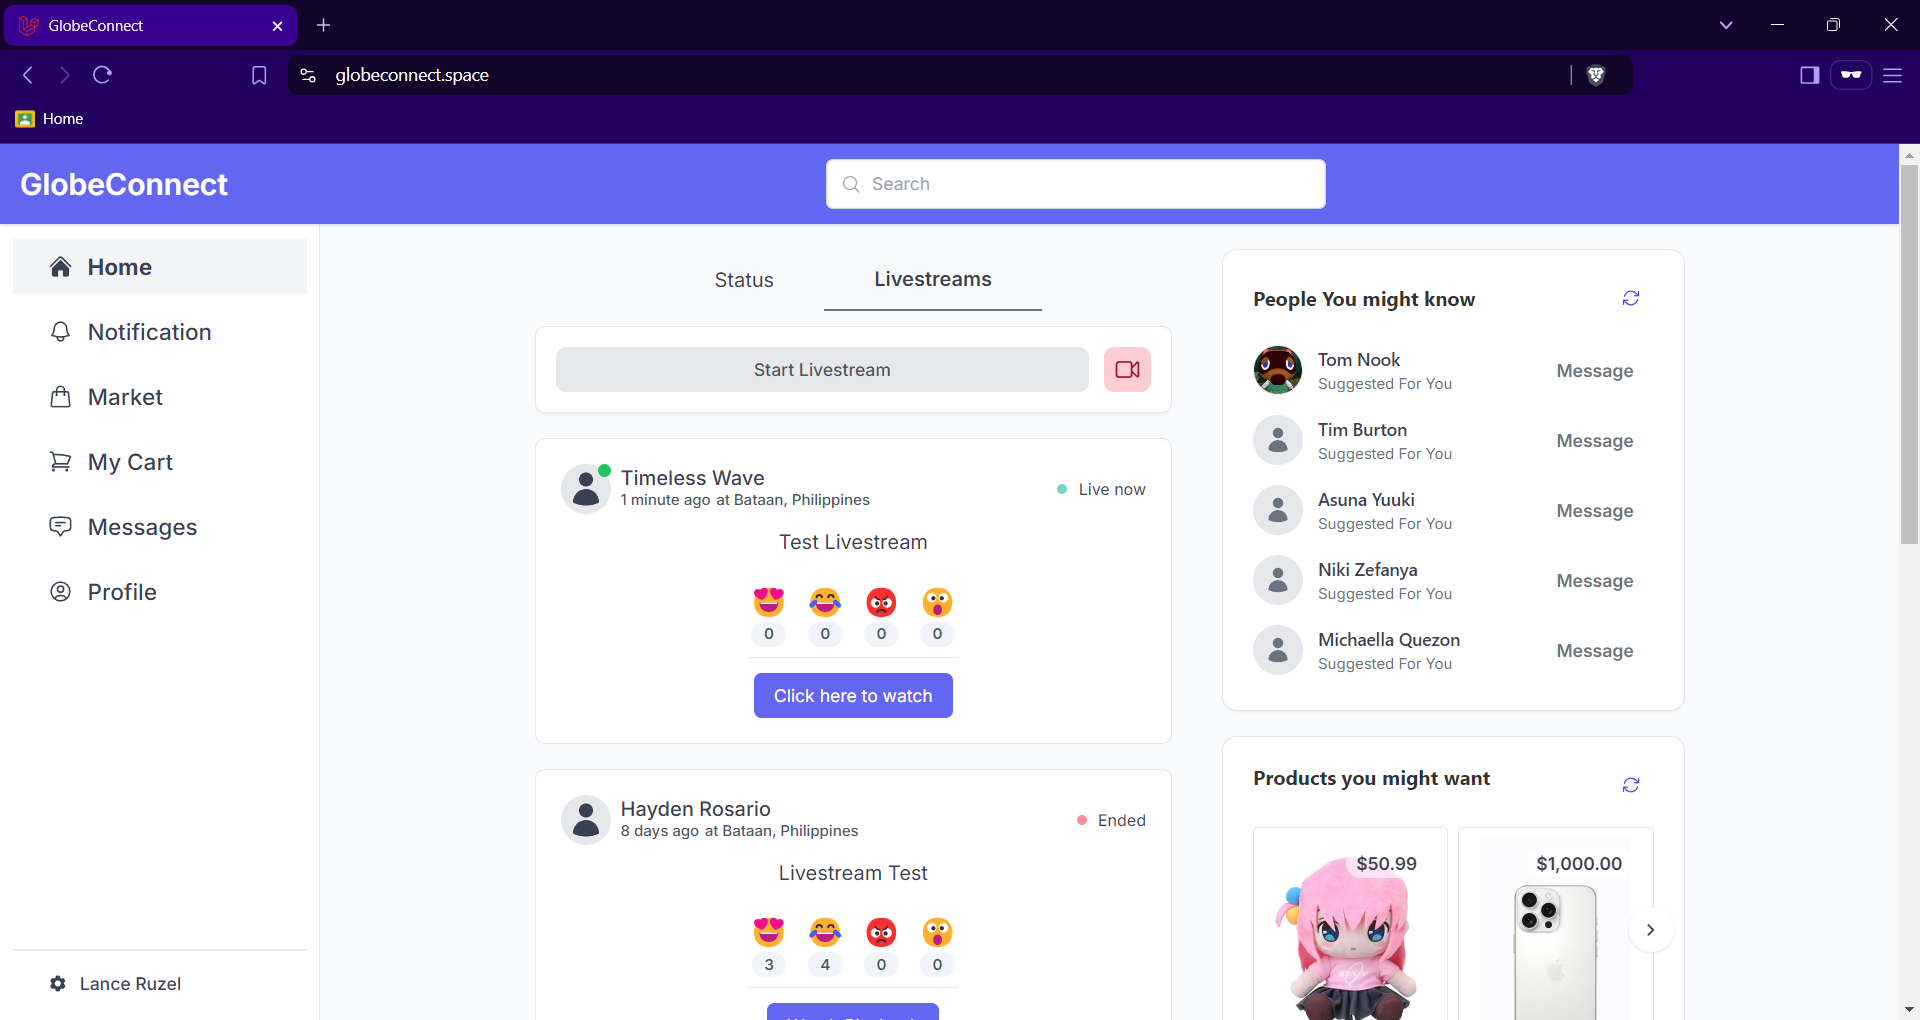 GlobeConnect
globeconnect.space
Home
GlobeConnect
Search
Home
Notification
Market
My Cart
Messages
Profile
Lance Ruzel
Status
Livestreams
Start Livestream
Timeless Wave
1 minute ago at Bataan, Philippines
Live now
Test Livestream
0 0 0 0
Click here to watch
Hayden Rosario
8 days ago at Bataan, Philippines
Ended
Livestream Test
3 4 0 0
People You might know
Tom Nook
Suggested For You
Message
Tim Burton
Suggested For You
Message
Asuna Yuuki
Suggested For You
Message
Niki Zefanya
Suggested For You
Message
Michaella Quezon
Suggested For You
Message
Products you might want
$50.99
$1,000.00